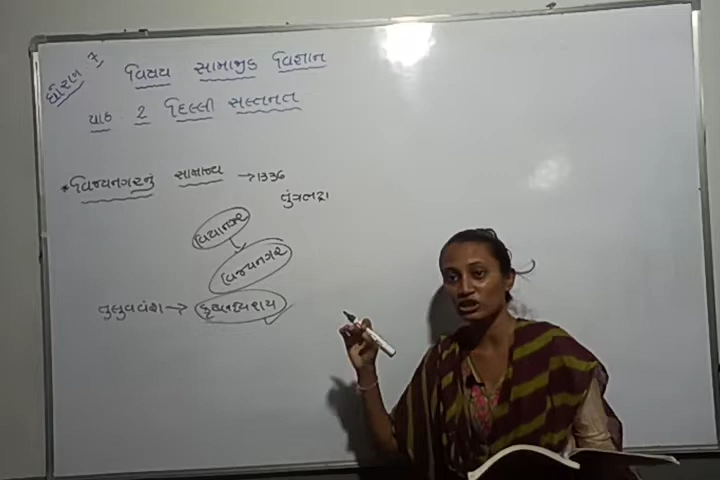 ધોરણ 7
વિષય સામાજીક વિજ્ઞાન
પાઠ 2 દિલ્લી સલ્તનત
* વિજયનગરનું સામ્રાજ્ય → 1336
તુંગભદ્રા
વિદ્યાનગર
વિજયનગર
તુલુવવંશ → કૃષ્ણદેવરાય